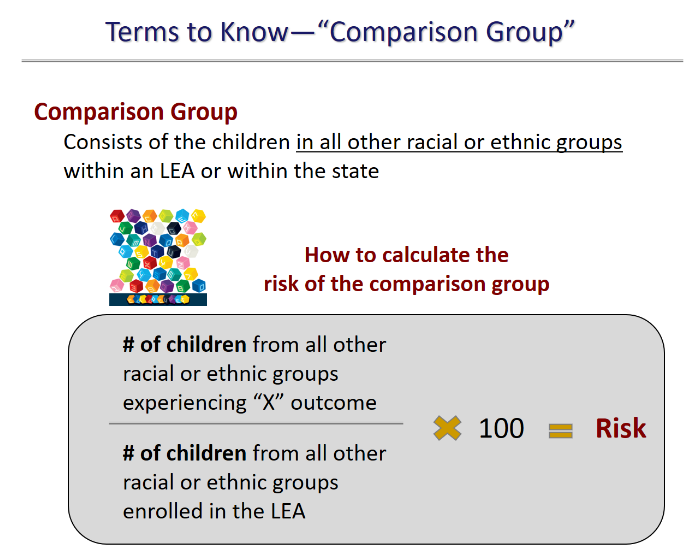 Terms to Know—“Comparison Group”
Comparison Group
Consists of the children in all other racial or ethnic groups
within an LEA or within the state
How to calculate the
risk of the comparison group
# of children from all other
racial or ethnic groups
experiencing “X” outcome
# of children from all other
racial or ethnic groups
enrolled in the LEA
✖ 100 = Risk